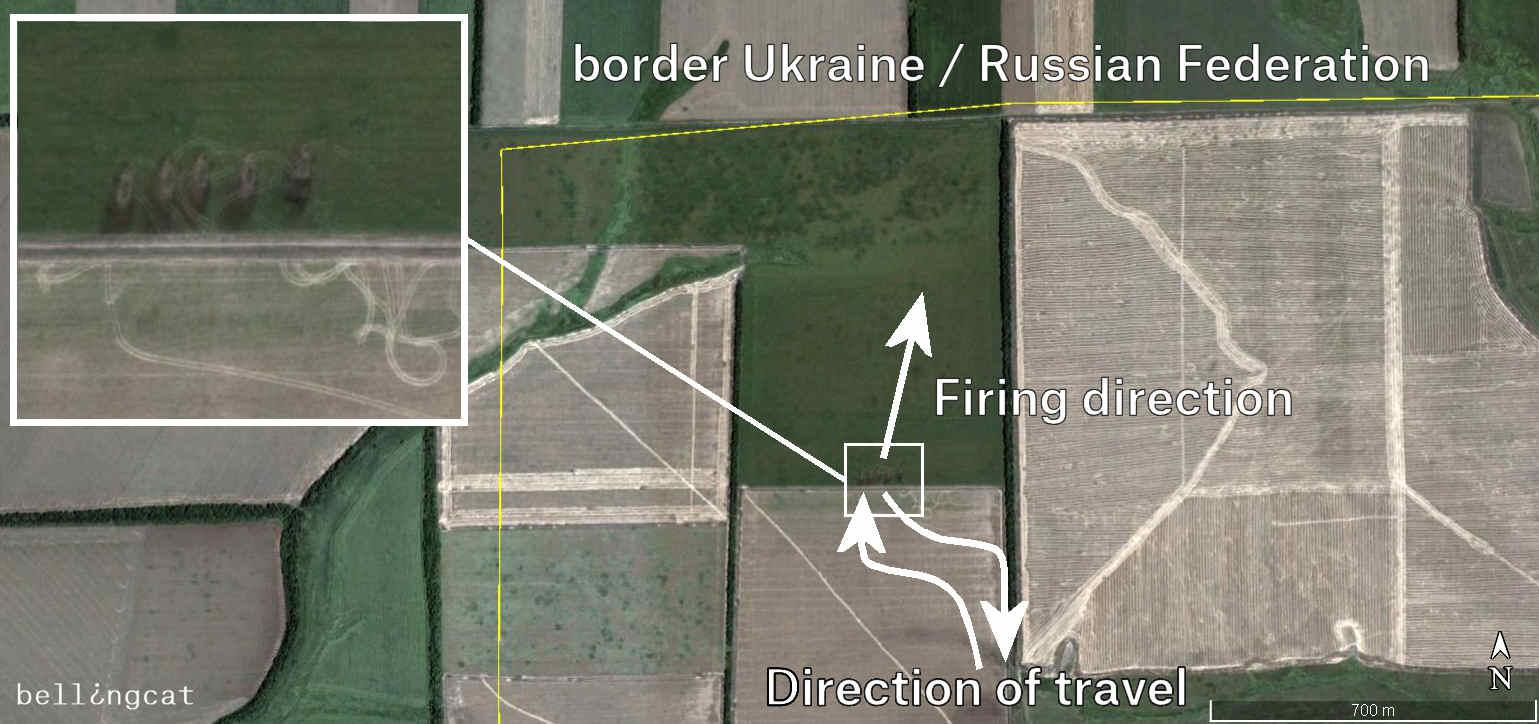 border Ukraine / Russian Federation
Firing direction
Direction of travel
bell¿ngcat
N
700 m